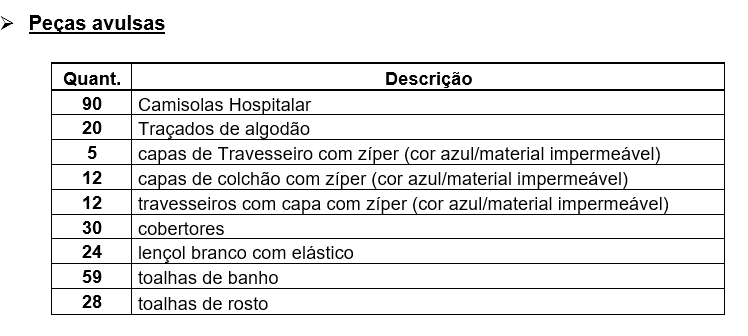 ➢ Peças avulsas
Quant. Descrição
90 Camisolas Hospitalar
20 Traçados de algodão
5 capas de Travesseiro com zíper (cor azul/material impermeável)
12 capas de colchão com zíper (cor azul/material impermeável)
12 travesseiros com capa com zíper (cor azul/material impermeável)
30 cobertores
24 lençol branco com elástico
59 toalhas de banho
28 toalhas de rosto